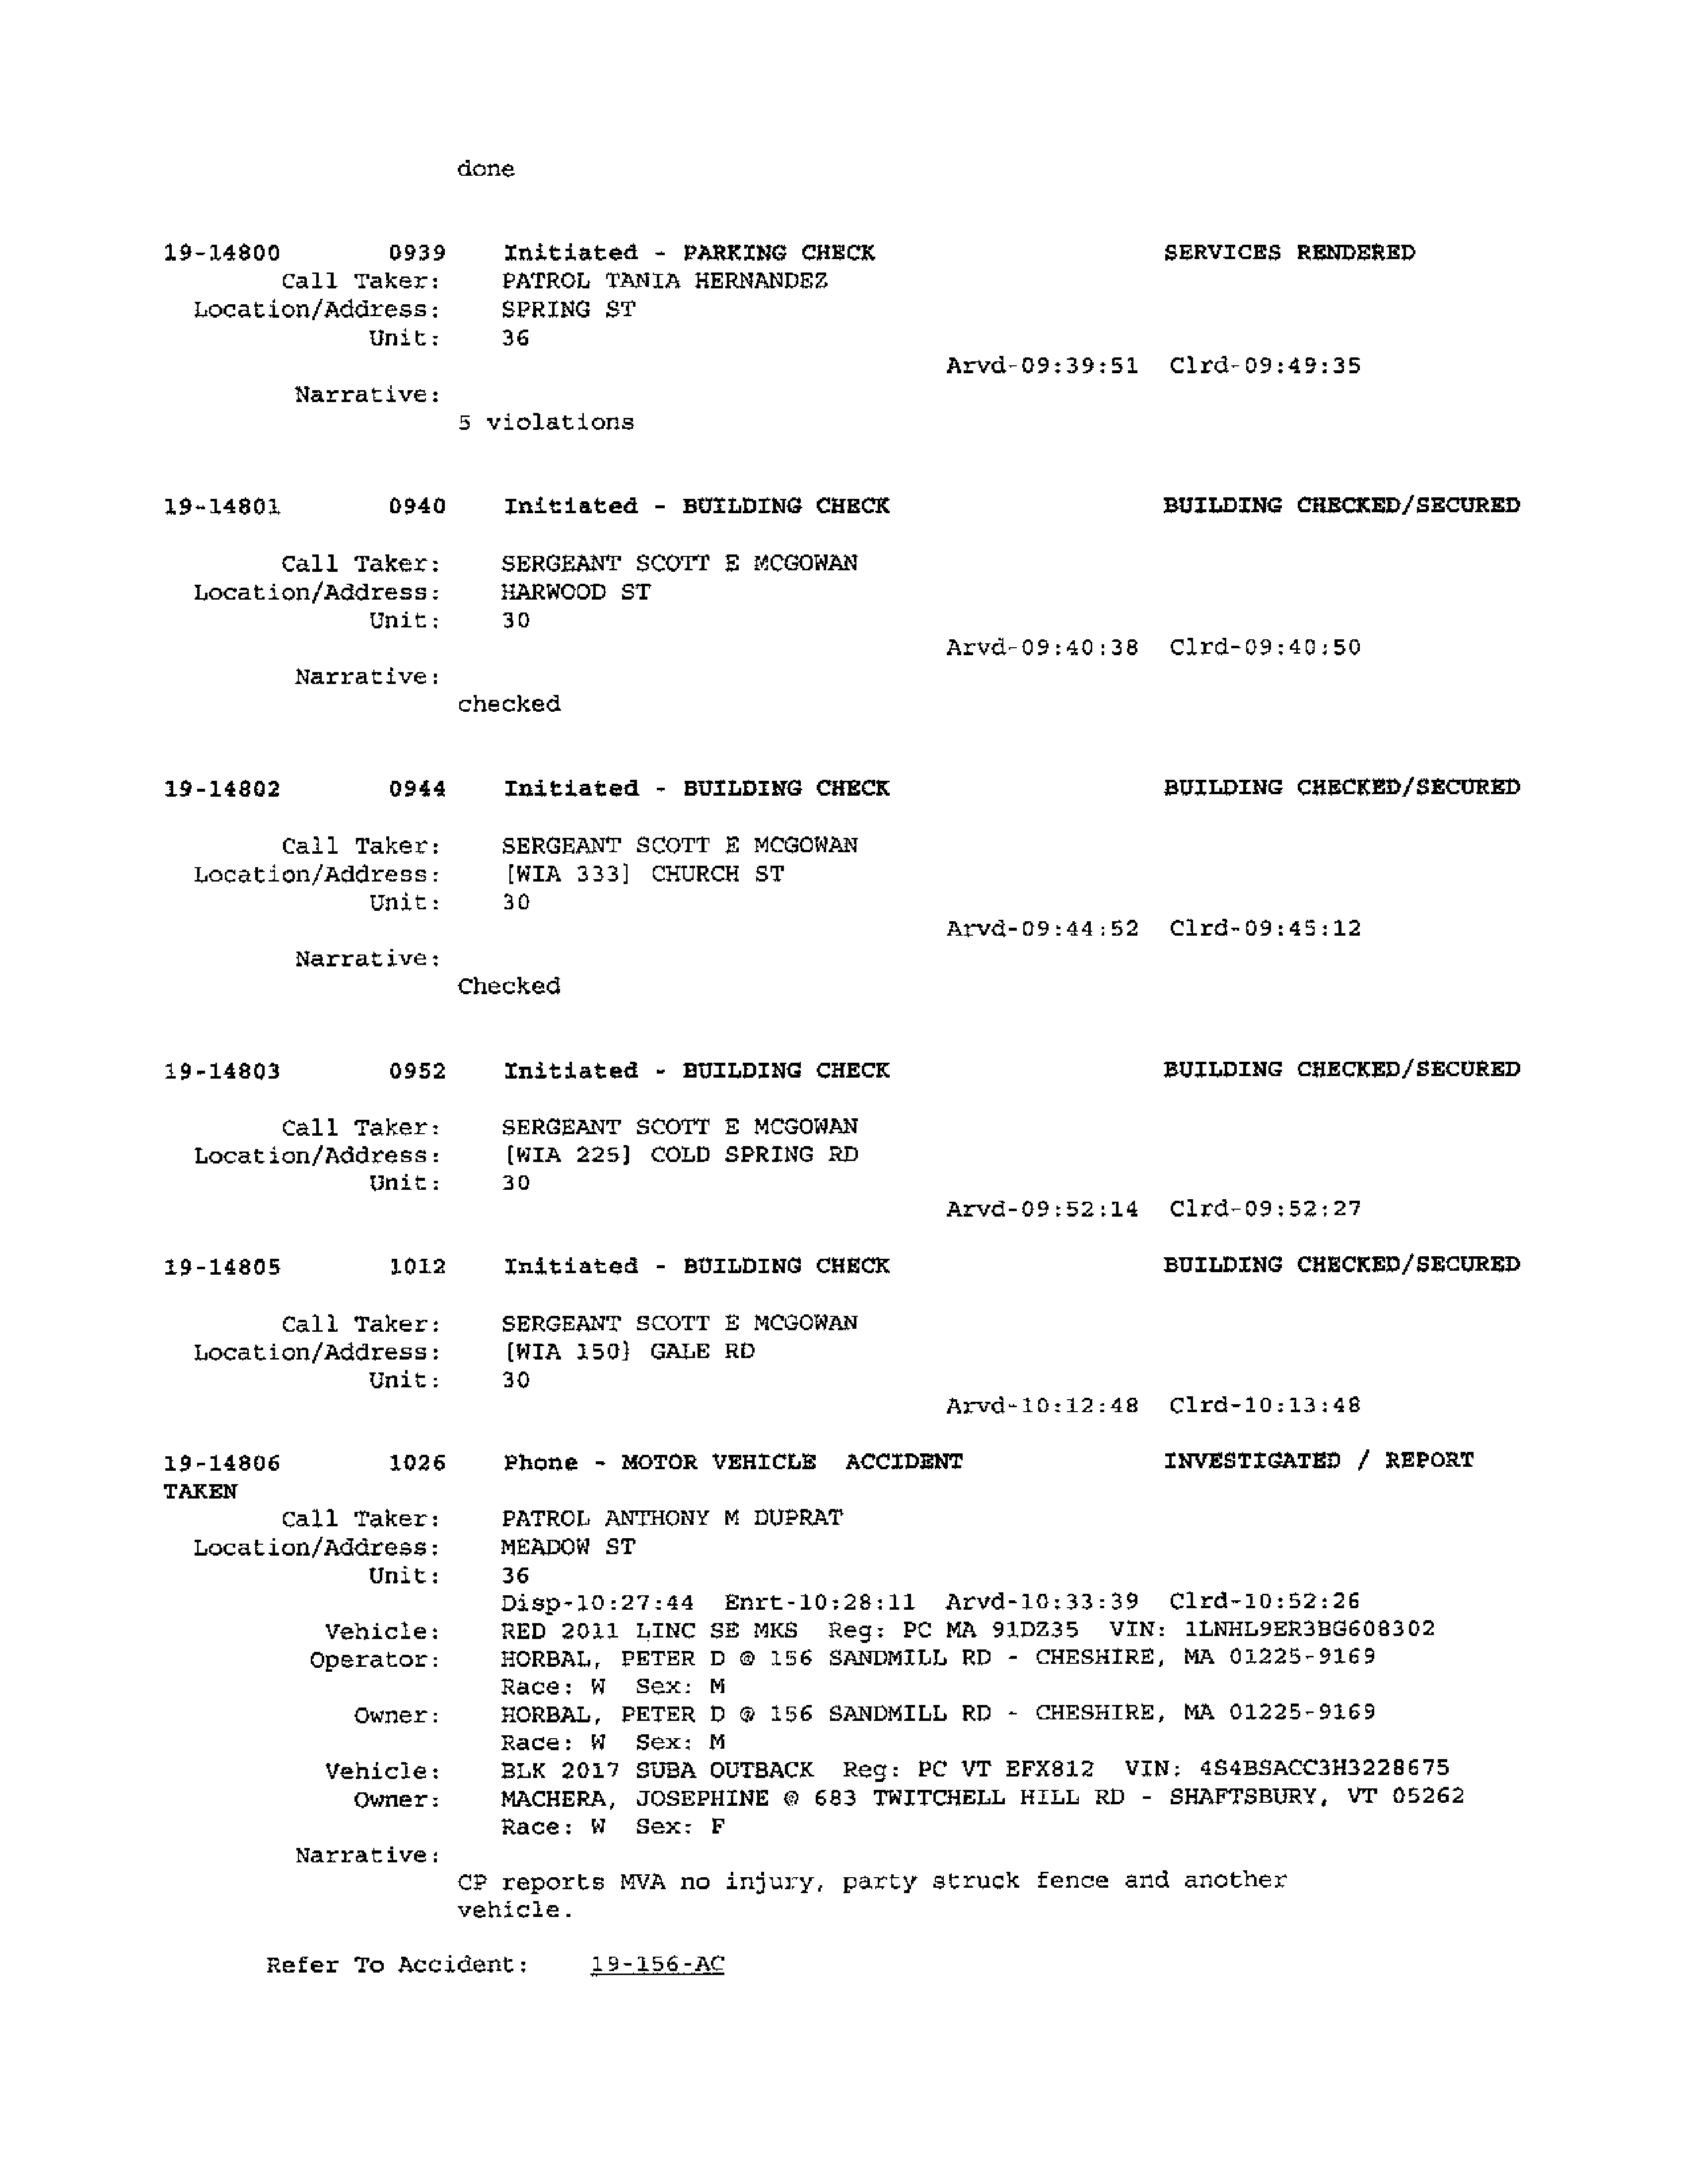 done
19-14800 0939 Initiated - PARKING CHECK SERVICES RENDERED
Call Taker: PATROL TANIA HERNANDEZ
Location/Address: SPRING ST
Unit: 36
Arvd-09:39:51 Clrd-09:49:35
Narrative:
5 violations
19-14801 0940 Initiated - BUILDING CHECK BUILDING CHECKED/SECURED
Call Taker: SERGEANT SCOTT E MCGOWAN
Location/Address: HARWOOD ST
Unit: 30
Arvd-09:40:38 Clrd-09:40:50
Narrative:
checked
19-14802 0944 Initiated - BUILDING CHECK BUILDING CHECKED/SECURED
Call Taker: SERGEANT SCOTT E MCGOWAN
Location/Address: [WIA 333] CHURCH ST
Unit: 30
Arvd-09:44:52 Clrd-09:45:12
Narrative:
Checked
19-14803 0952 Initiated - BUILDING CHECK BUILDING CHECKED/SECURED
Call Taker: SERGEANT SCOTT E MCGOWAN
Location/Address: [WIA 225] COLD SPRING RD
Unit: 30
Arvd-09:52:14 Clrd-09:52:27
19-14805 1012 Initiated - BUILDING CHECK BUILDING CHECKED/SECURED
Call Taker: SERGEANT SCOTT E MCGOWAN
Location/Address: [WIA 150] GALE RD
Unit: 30
Arvd-10:12:48 Clrd-10:13:48
19-14806 1026 Phone - MOTOR VEHICLE ACCIDENT INVESTIGATED / REPORT
TAKEN
Call Taker: PATROL ANTHONY M DUPRAT
Location/Address: MEADOW ST
Unit: 36
Disp-10:27:44 Enrt-10:28:11 Arvd-10:33:39 Clrd-10:52:26
Vehicle: RED 2011 LINC SE MKS Reg: PC MA 91DZ35 VIN: 1LNHL9ER3BG608302
Operator: HORBAL, PETER D @ 156 SANDMILL RD - CHESHIRE, MA 01225-9169
Race: W Sex: M
Owner: HORBAL, PETER D @ 156 SANDMILL RD - CHESHIRE, MA 01225-9169
Race: W Sex: M
Vehicle: BLK 2017 SUBA OUTBACK Reg: PC VT EFX812 VIN: 4S4BSACC3H3228675
Owner: MACHERA, JOSEPHINE @ 683 TWITCHELL HILL RD - SHAFTSBURY, VT 05262
Race: W Sex: F
Narrative:
CP reports MVA no injury, party struck fence and another
vehicle.
Refer To Accident: 19-156-AC